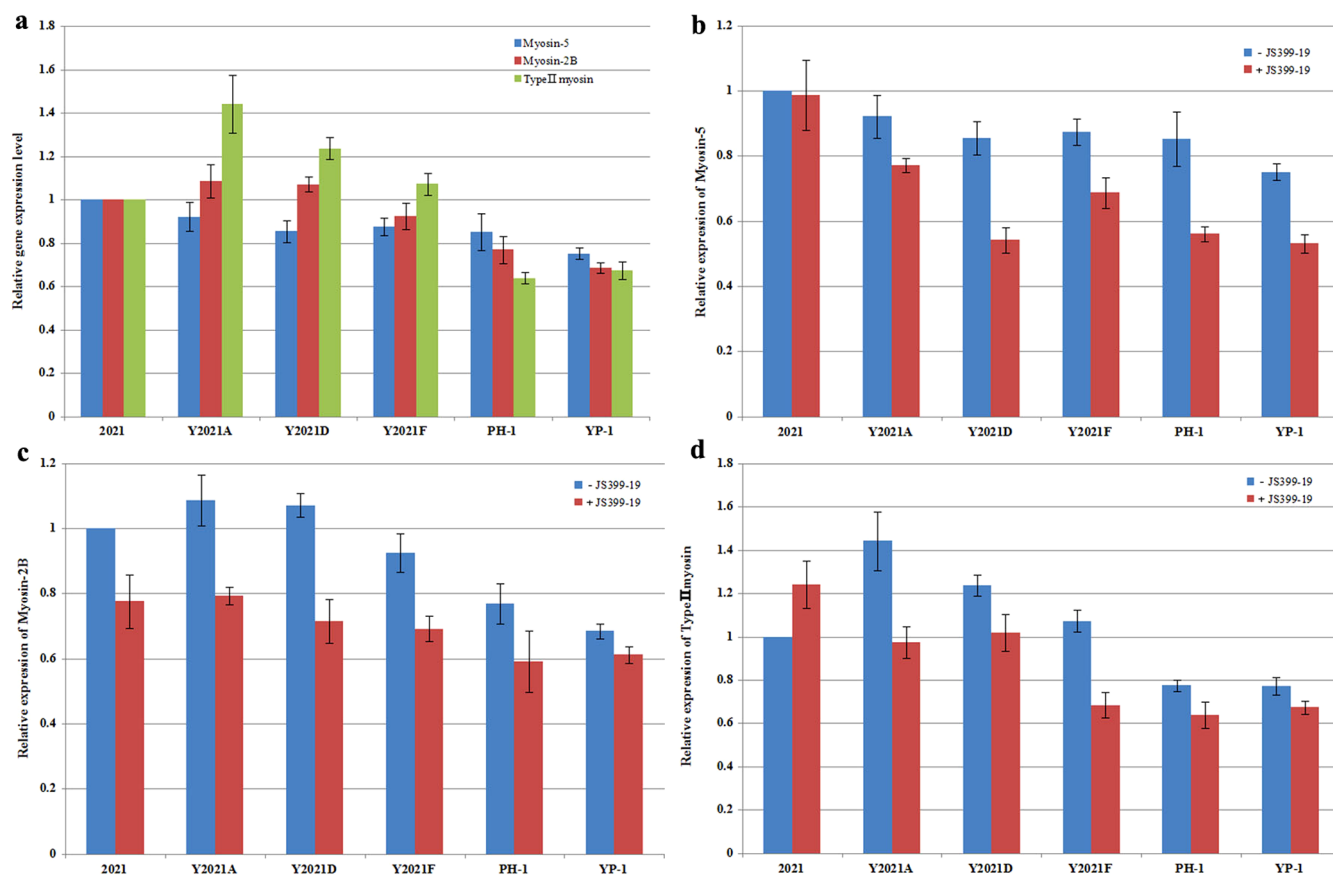 a
Relative gene expression level
1.8
1.6
1.4
1.2
1
0.8
0.6
0.4
0.2
0
Myosin-5
Myosin-2B
TypeⅡmyosin
2021 Y2021A Y2021D Y2021F PH-1 YP-1
b
Relative expression of Myosin-5
1.2
1
0.8
0.6
0.4
0.2
0
- JS399-19
+ JS399-19
2021 Y2021A Y2021D Y2021F PH-1 YP-1
c
Relative expression of Myosin-2B
1.2
1
0.8
0.6
0.4
0.2
0
- JS399-19
+ JS399-19
2021 Y2021A Y2021D Y2021F PH-1 YP-1
d
Relative expression of TypeⅡmyosin
1.8
1.6
1.4
1.2
1
0.8
0.6
0.4
0.2
0
- JS399-19
+ JS399-19
2021 Y2021A Y2021D Y2021F PH-1 YP-1